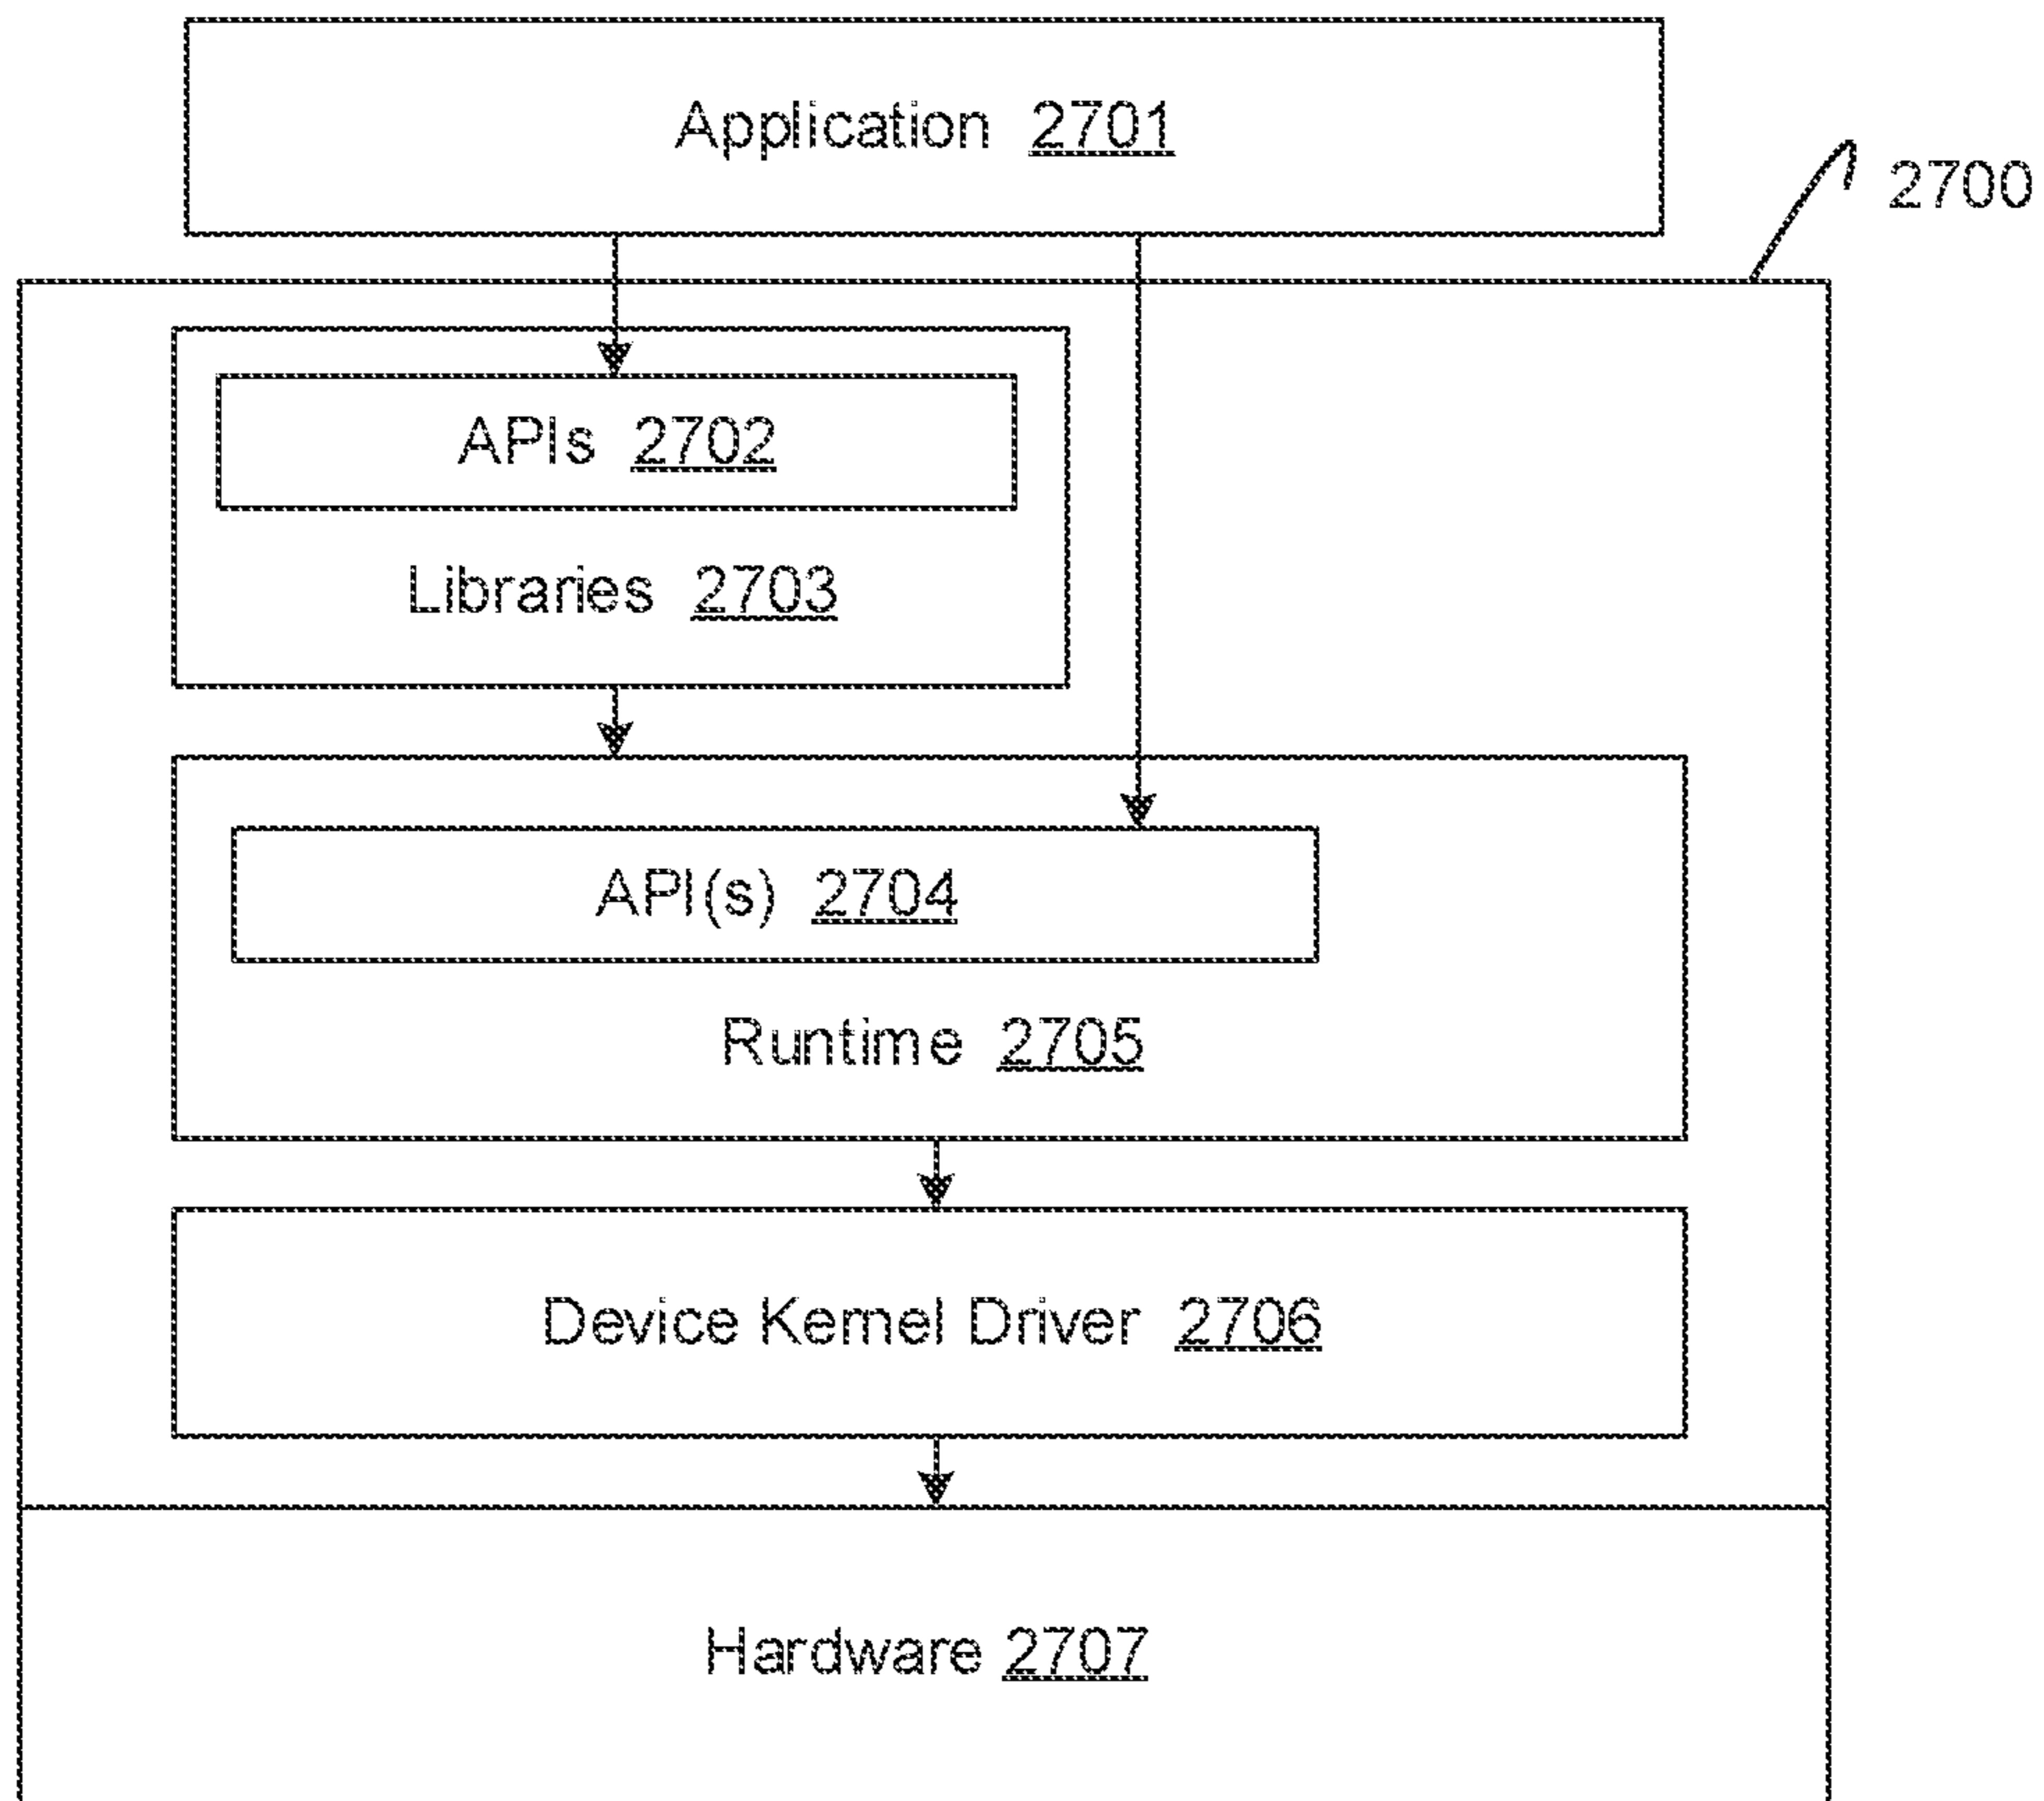 Application 2701
2700
APIs 2702
Libraries 2703
API(s) 2704
Runtime 2705
Device Kernel Driver 2706
Hardware 2707